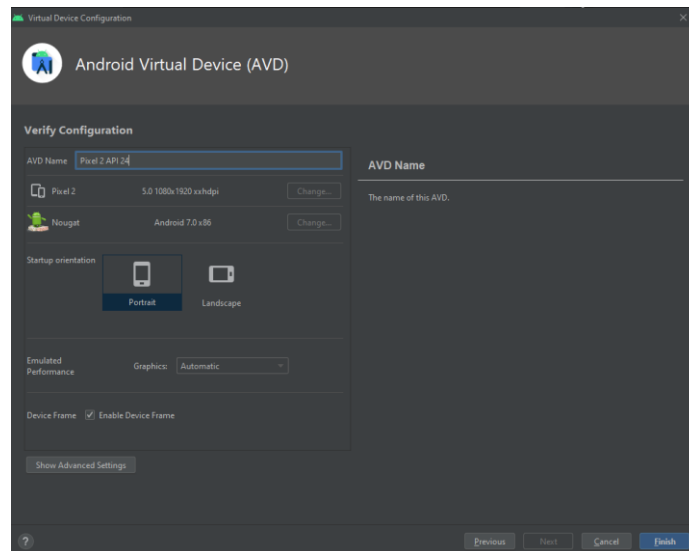 Virtual Device Configuration
Android Virtual Device (AVD)
Verify Configuration
AVD Name Pixel 2 API 24
Pixel 2 5.0 1080x1920 xxhdpi Change...
Nougat Android 7.0 x86 Change...
Startup orientation
Portrait Landscape
Emulated
Performance
Graphics: Automatic
Device Frame Enable Device Frame
Show Advanced Settings
AVD Name
The name of this AVD.
? Previous Next Cancel Finish